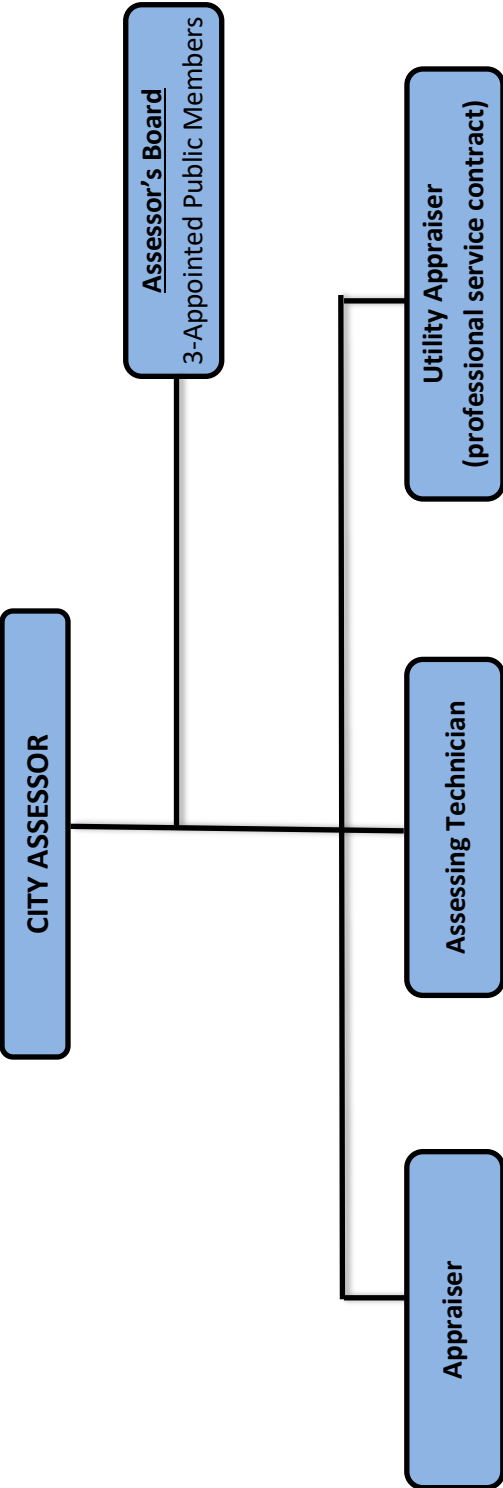 CITY ASSESSOR
Assessor’s Board
3-Appointed Public Members
Appraiser
Assessing Technician
Utility Appraiser
(professional service contract)